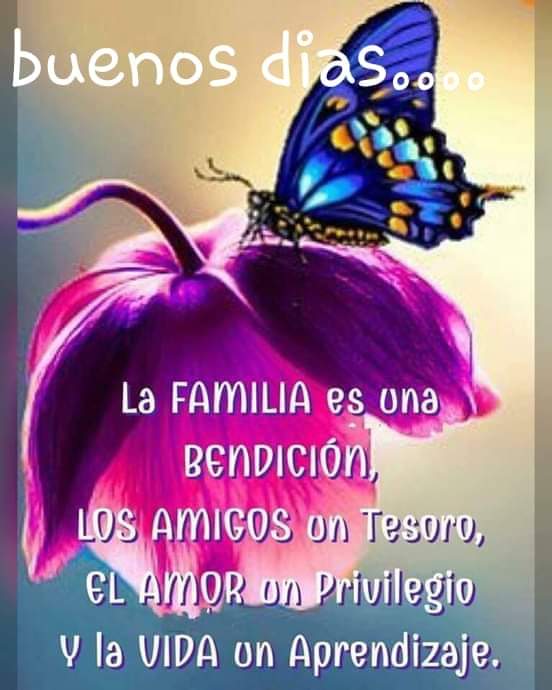 buenos dias....
La FAMILIA es una
BENDICIÓN,
LOS AMIGOS un Tesoro,
EL AMOR un Privilegio
Y la VIDA un Aprendizaje.